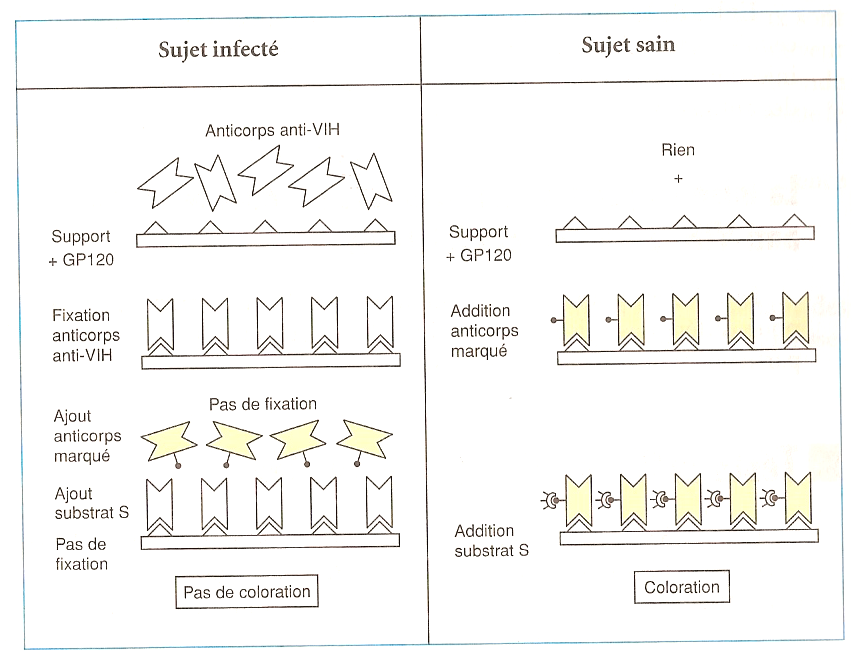 Sujet infecté
Anticorps anti-VIH
Support
+ GP120
Fixation
anticorps
anti-VIH
Pas de fixation
Ajout
anticorps
marqué
Ajout
substrat S
Pas de
fixation
Pas de coloration
Sujet sain
Rien
+
Support
+ GP120
Addition
anticorps
marqué
Addition
substrat S
Coloration